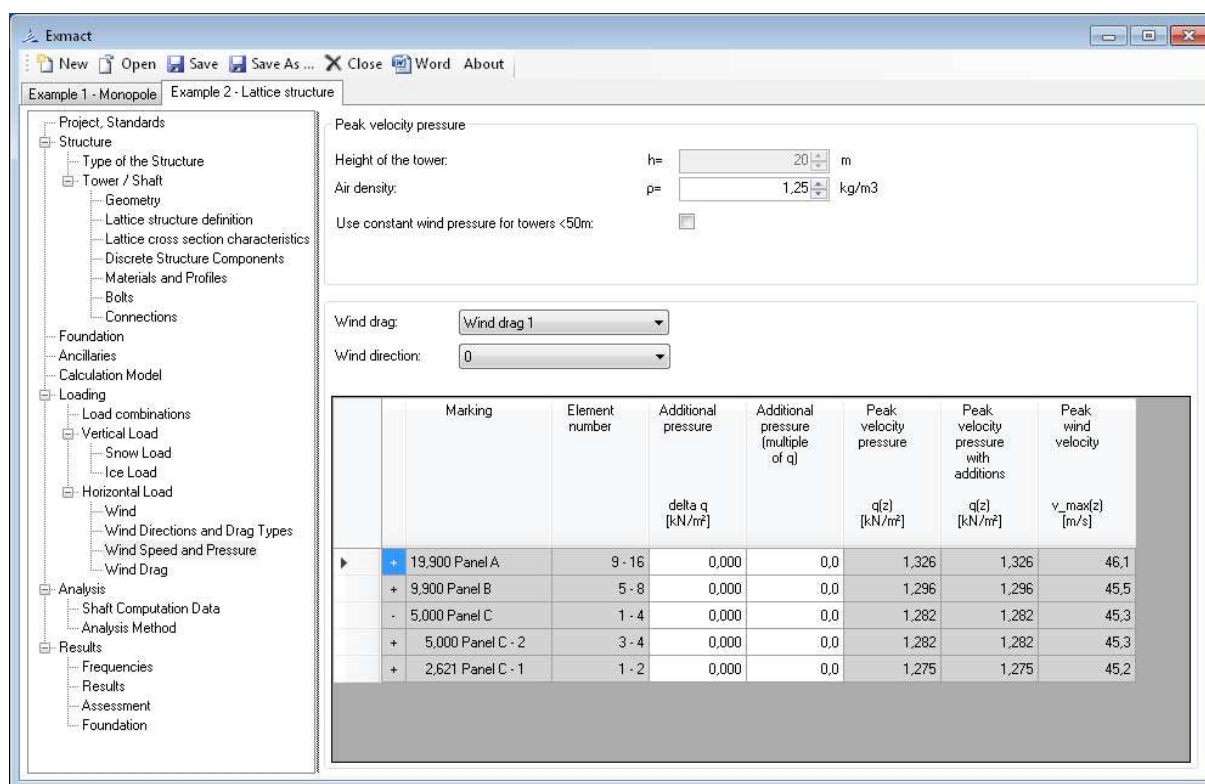 Exmact
New Open Save Save As ... Close Word About
Example 1 - Monopole Example 2 - Lattice structure
Project, Standards
Structure
Type of the Structure
Tower / Shaft
Geometry
Lattice structure definition
Lattice cross section characteristics
Discrete Structure Components
Materials and Profiles
Bolts
Connections
Foundation
Ancillaries
Calculation Model
Loading
Load combinations
Vertical Load
Snow Load
Ice Load
Horizontal Load
Wind
Wind Directions and Drag Types
Wind Speed and Pressure
Wind Drag
Analysis
Shaft Computation Data
Analysis Method
Results
Frequencies
Results
Assessment
Foundation
Peak velocity pressure
Height of the tower: h= 20 m
Air density: ρ= 1,25 kg/m3
Use constant wind pressure for towers <50m:
Wind drag: Wind drag 1
Wind direction: 0
Marking Element number Additional pressure delta q [kN/m²] Additional pressure (multiple of q) Peak velocity pressure q(z) [kN/m²] Peak velocity pressure with additions q(z) [kN/m²] Peak wind velocity v_max(z) [m/s]
+ 19,900 Panel A 9 - 16 0,000 0,0 1,326 1,326 46,1
+ 9,900 Panel B 5 - 8 0,000 0,0 1,296 1,296 45,5
- 5,000 Panel C 1 - 4 0,000 0,0 1,282 1,282 45,3
+ 5,000 Panel C - 2 3 - 4 0,000 0,0 1,282 1,282 45,3
+ 2,621 Panel C - 1 1 - 2 0,000 0,0 1,275 1,275 45,2